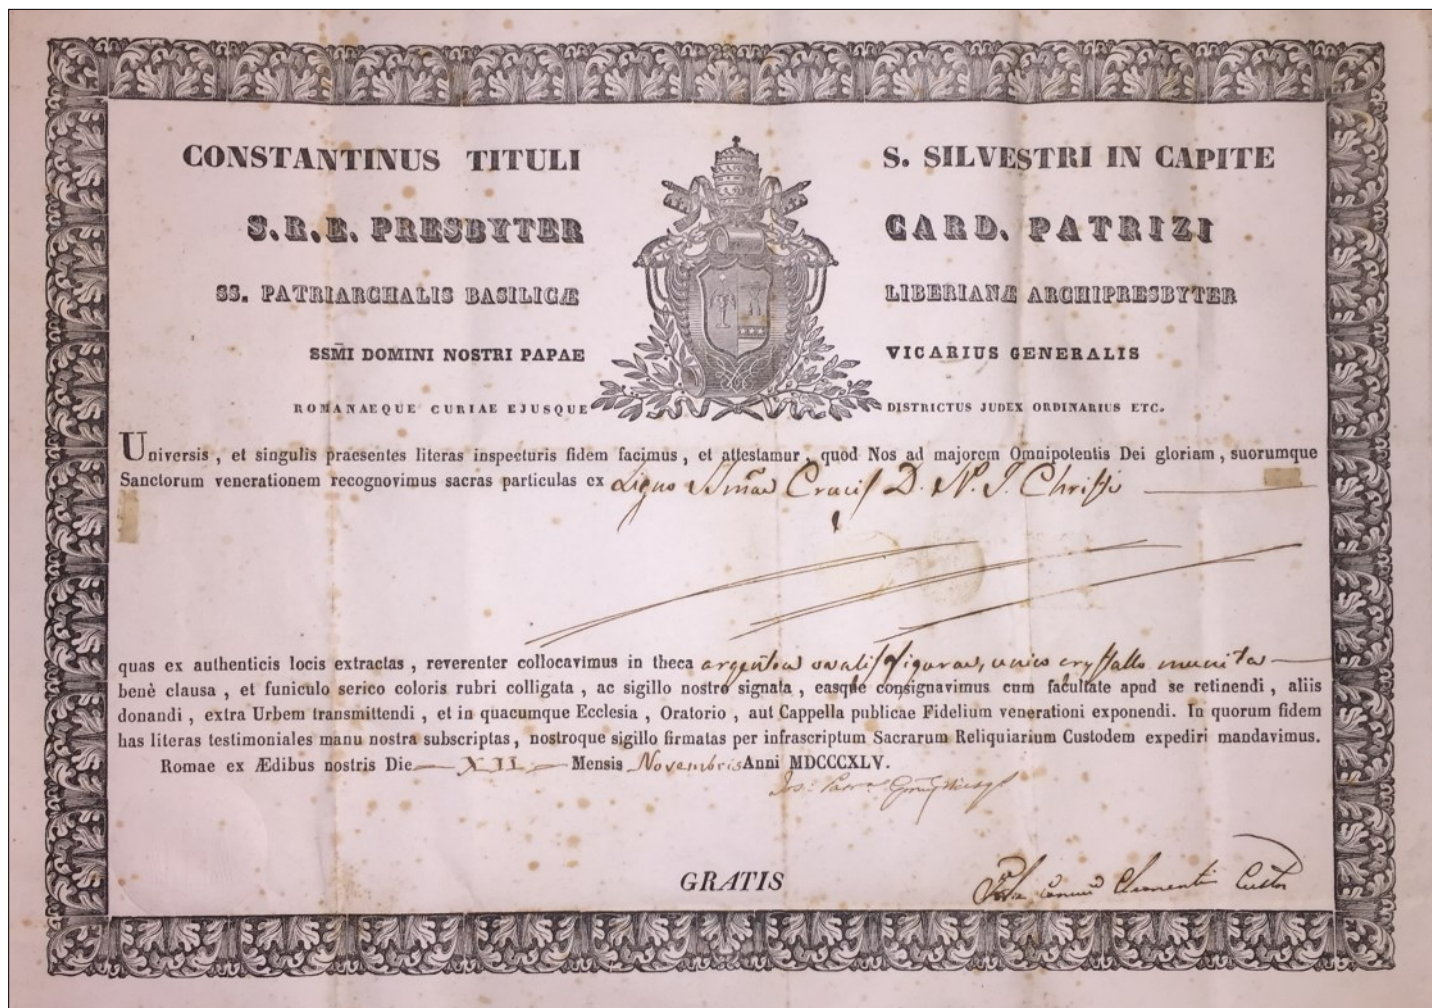 CONSTANTINUS TITULI S. SILVESTRI IN CAPITE
S.R.E. PRESBYTER CARD. PATRIZI
SS. PATRIARCHALIS BASILICÆ LIBERIANÆ ARCHIPRESBYTER
SSM̄I DOMINI NOSTRI PAPAE VICARIUS GENERALIS
ROMANAEQUE CURIAE EJUSQUE DISTRICTUS JUDEX ORDINARIUS ETC.
Universis, et singulis praesentes literas inspecturis fidem facimus, et attestamur, quod Nos ad majorem Omnipotentis Dei gloriam, suorumque
Sanctorum venerationem recognovimus sacras particulas ex Ligno SSmæ Crucis D. N. J. Christi
quas ex authenticis locis extractas, reverenter collocavimus in theca argentea ovalis figurae, unico crystallo munita
benè clausa, et funiculo serico coloris rubri colligata, ac sigillo nostro signata, easque consignavimus cum facultate apud se retinendi, aliis
donandi, extra Urbem transmittendi, et in quacumque Ecclesia, Oratorio, aut Cappella publicae Fidelium venerationi exponendi. In quorum fidem
has literas testimoniales manu nostra subscriptas, nostroque sigillo firmatas per infrascriptum Sacrarum Reliquiarium Custodem expediri mandavimus.
Romae ex Ædibus nostris Die XII Mensis Novembris Anni MDCCCXLV.
GRATIS
Custos